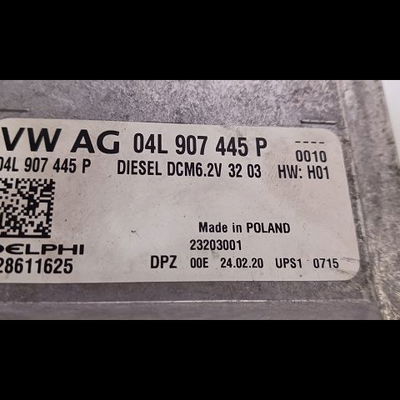 VW AG 04L 907 445 P ----
04L 907 445 P DIESEL DCM6.2V 32 03 0010
HW: H01
Made in POLAND
23203001
DELPHI
28611625 DPZ 00E 24.02.20 UPS1 0715